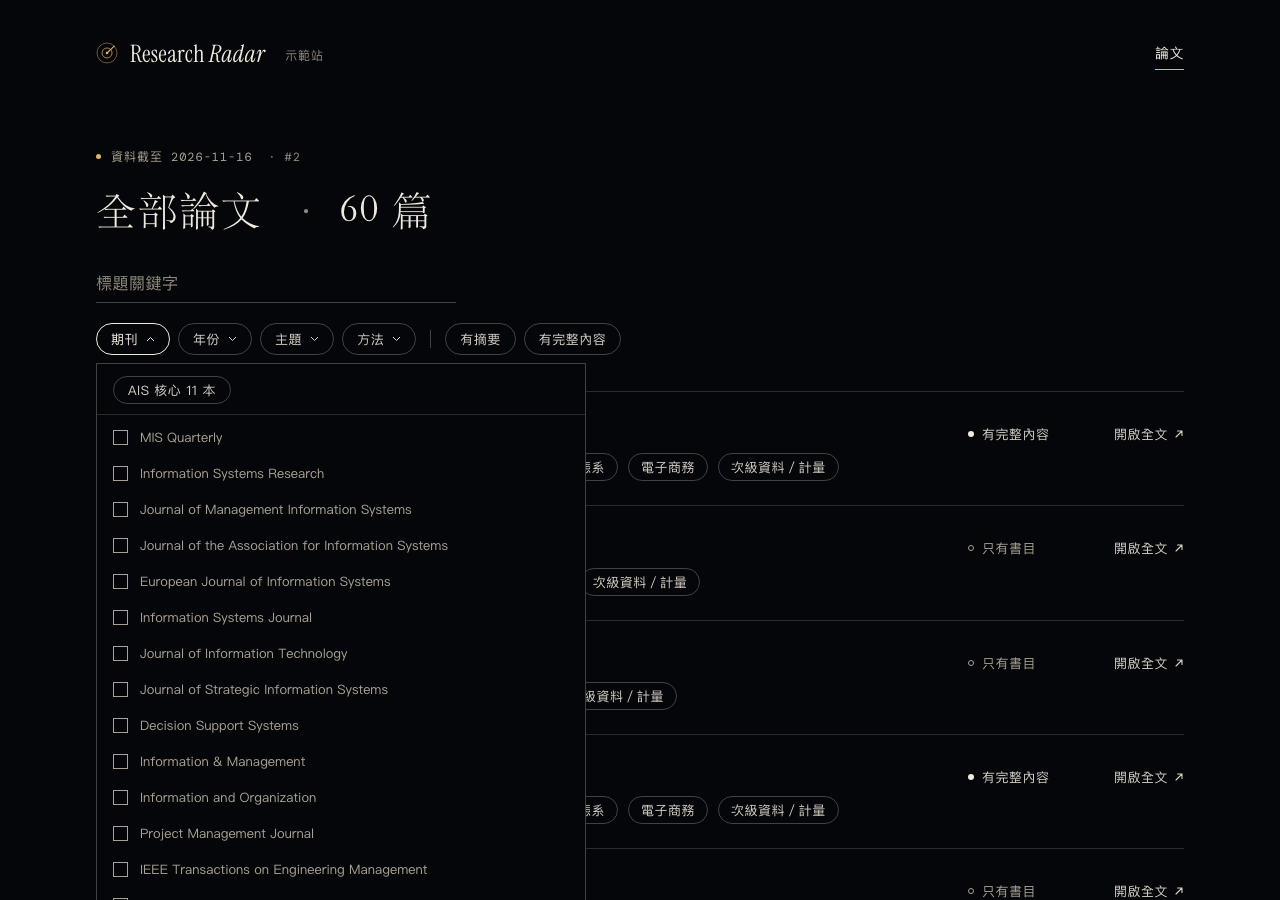 Research Radar 示範站
論文
資料截至 2026-11-16 · #2
全部論文 · 60 篇
標題關鍵字
期刊 年份 主題 方法 有摘要 有完整內容
AIS 核心 11 本
MIS Quarterly
Information Systems Research
Journal of Management Information Systems
Journal of the Association for Information Systems
European Journal of Information Systems
Information Systems Journal
Journal of Information Technology
Journal of Strategic Information Systems
Decision Support Systems
Information & Management
Information and Organization
Project Management Journal
IEEE Transactions on Engineering Management
有完整內容 開啟全文 ↗
系 電子商務 次級資料 / 計量
只有書目 開啟全文 ↗
次級資料 / 計量
只有書目 開啟全文 ↗
級資料 / 計量
有完整內容 開啟全文 ↗
系 電子商務 次級資料 / 計量
只有書目 開啟全文 ↗